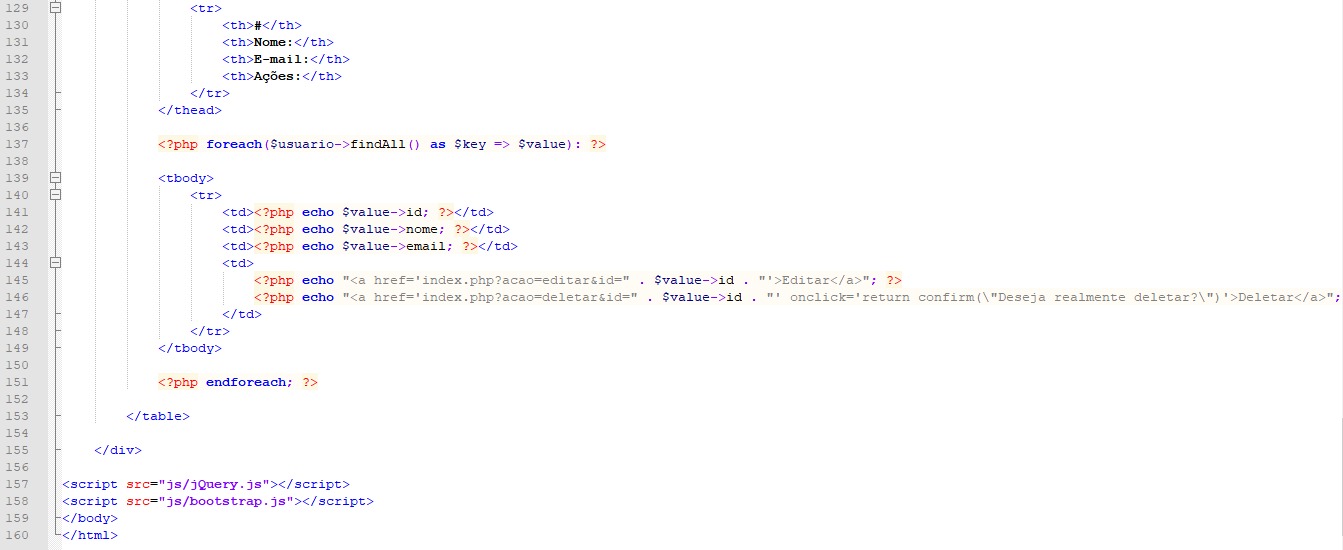 129 <tr>
130 <th>#</th>
131 <th>Nome:</th>
132 <th>E-mail:</th>
133 <th>Ações:</th>
134 </tr>
135 </thead>
136
137 <?php foreach($usuario->findAll() as $key => $value): ?>
138
139 <tbody>
140 <tr>
141 <td><?php echo $value->id; ?></td>
142 <td><?php echo $value->nome; ?></td>
143 <td><?php echo $value->email; ?></td>
144 <td>
145 <?php echo "<a href='index.php?acao=editar&id=" . $value->id . "'>Editar</a>"; ?>
146 <?php echo "<a href='index.php?acao=deletar&id=" . $value->id . "' onclick='return confirm(\"Deseja realmente deletar?\")'>Deletar</a>";
147 </td>
148 </tr>
149 </tbody>
150
151 <?php endforeach; ?>
152
153 </table>
154
155 </div>
156
157 <script src="js/jQuery.js"></script>
158 <script src="js/bootstrap.js"></script>
159 </body>
160 </html>